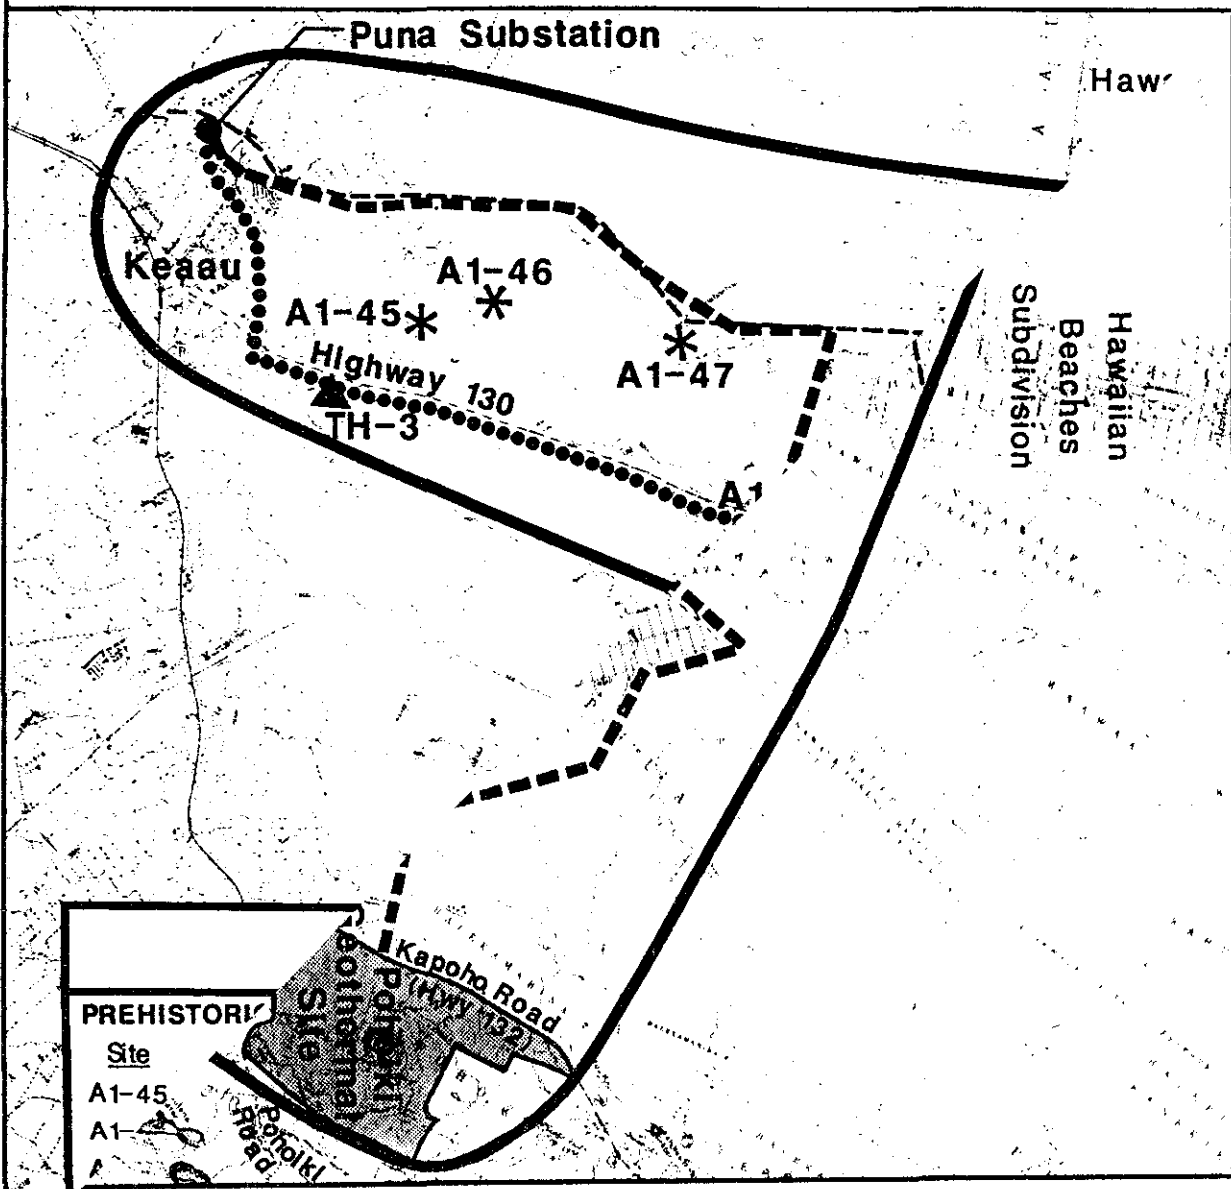 Puna Substation
Haw
Keaau
A1-46
A1-45
A1-47
Highway 130
TH-3
A1
Hawaiian
Beaches
Subdivision
Kapoho Road
(Hwy 132)
Pohoiki
Geothermal
Site
PREHISTORIC
Site
A1-45
A1-
Pohoiki
Road